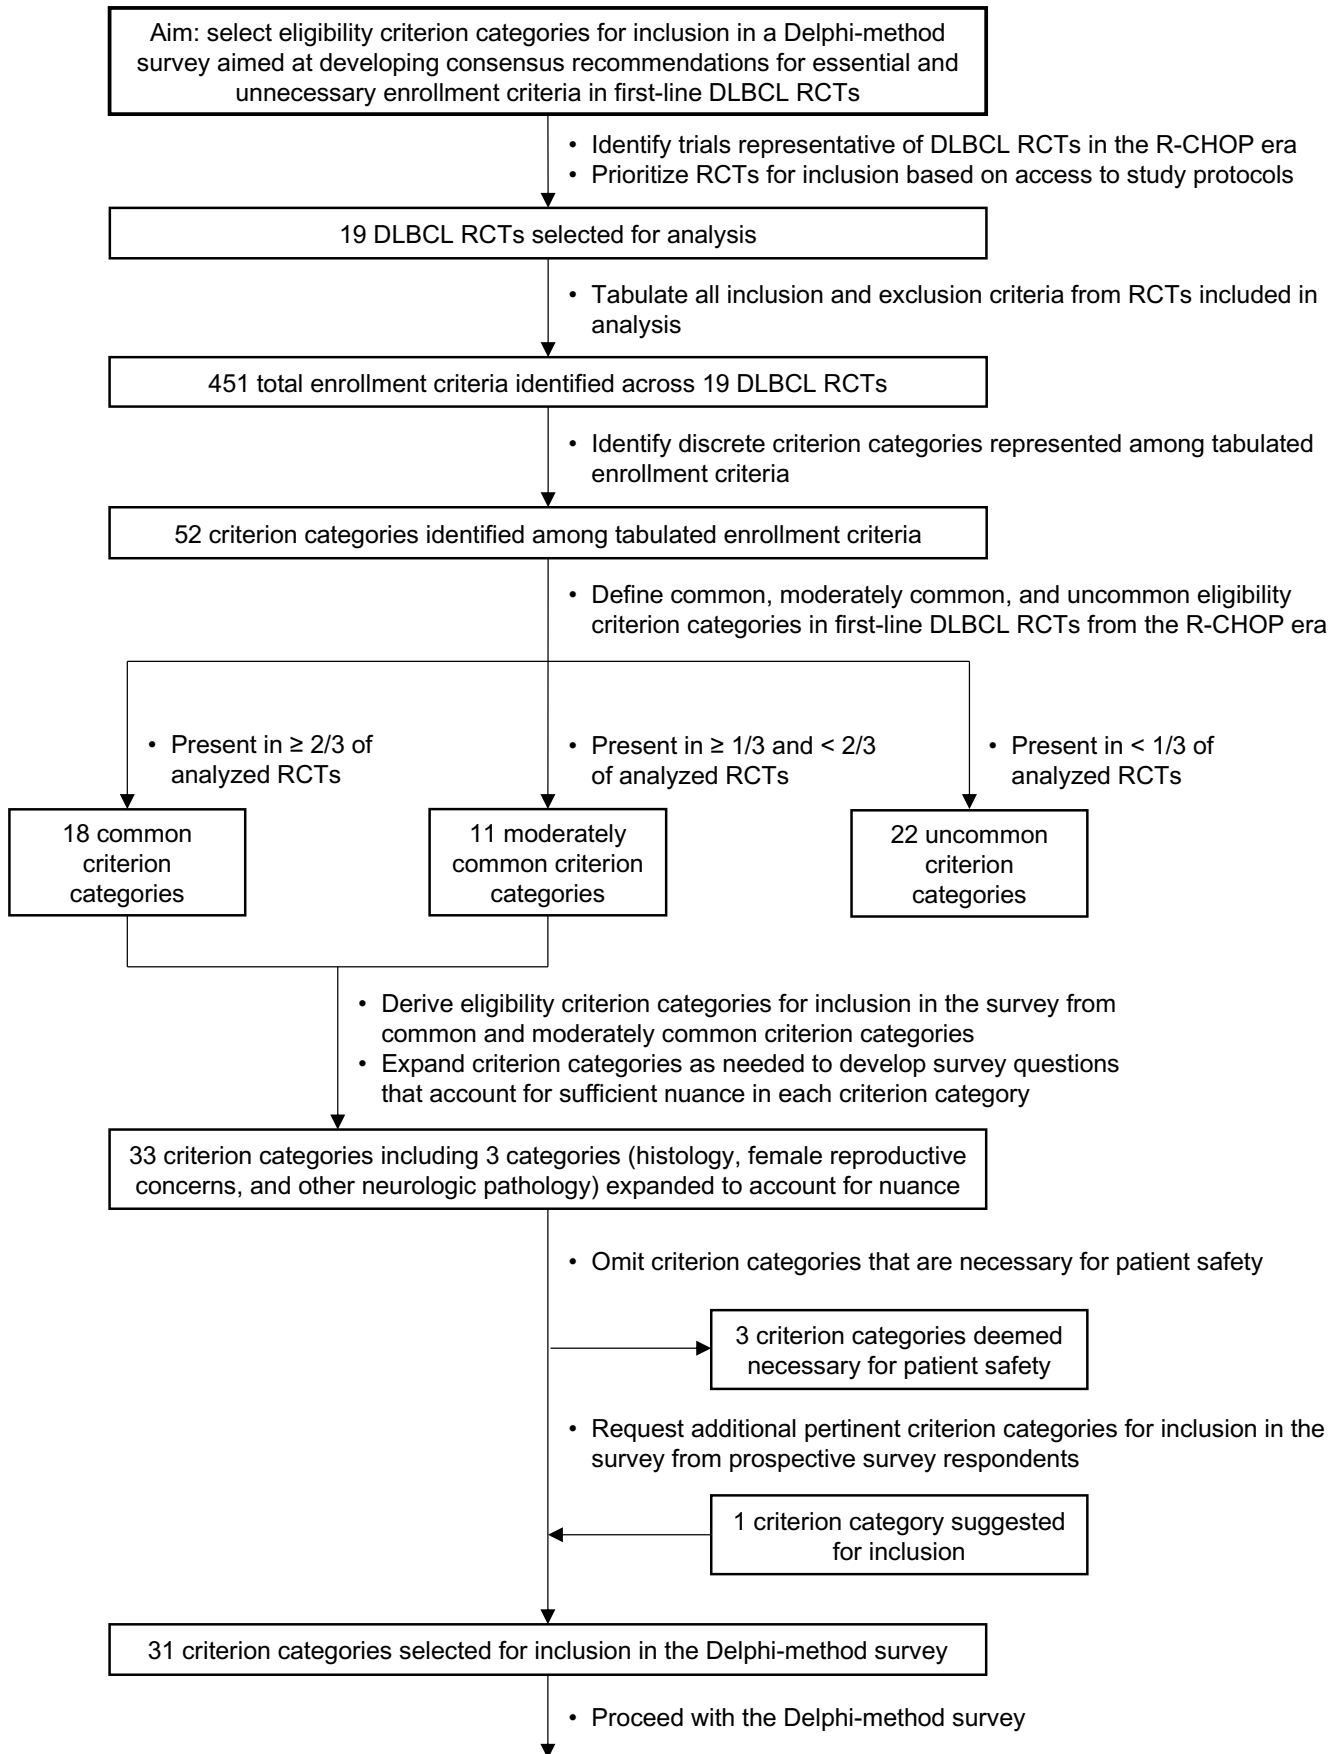 Aim: select eligibility criterion categories for inclusion in a Delphi-method
survey aimed at developing consensus recommendations for essential and
unnecessary enrollment criteria in first-line DLBCL RCTs
• Identify trials representative of DLBCL RCTs in the R-CHOP era
• Prioritize RCTs for inclusion based on access to study protocols
19 DLBCL RCTs selected for analysis
• Tabulate all inclusion and exclusion criteria from RCTs included in
analysis
451 total enrollment criteria identified across 19 DLBCL RCTs
• Identify discrete criterion categories represented among tabulated
enrollment criteria
52 criterion categories identified among tabulated enrollment criteria
• Define common, moderately common, and uncommon eligibility
criterion categories in first-line DLBCL RCTs from the R-CHOP era
• Present in ≥ 2/3 of
analyzed RCTs
• Present in ≥ 1/3 and < 2/3
of analyzed RCTs
• Present in < 1/3 of
analyzed RCTs
18 common
criterion
categories
11 moderately
common criterion
categories
22 uncommon
criterion
categories
• Derive eligibility criterion categories for inclusion in the survey from
common and moderately common criterion categories
• Expand criterion categories as needed to develop survey questions
that account for sufficient nuance in each criterion category
33 criterion categories including 3 categories (histology, female reproductive
concerns, and other neurologic pathology) expanded to account for nuance
• Omit criterion categories that are necessary for patient safety
3 criterion categories deemed
necessary for patient safety
• Request additional pertinent criterion categories for inclusion in the
survey from prospective survey respondents
1 criterion category suggested
for inclusion
31 criterion categories selected for inclusion in the Delphi-method survey
• Proceed with the Delphi-method survey